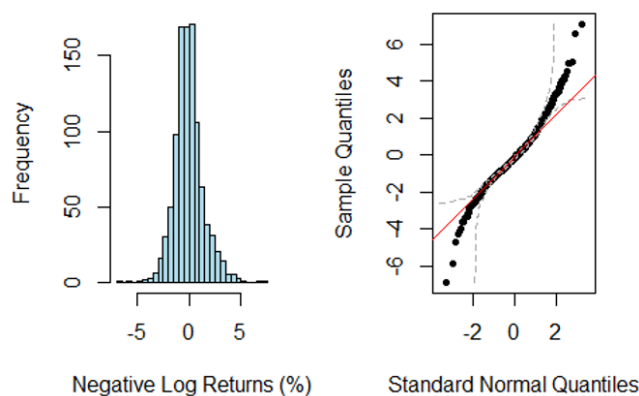 Frequency
150
100
50
0
-5 0 5
Negative Log Returns (%)
Sample Quantiles
6
4
2
0
-2
-4
-6
-2 0 2
Standard Normal Quantiles